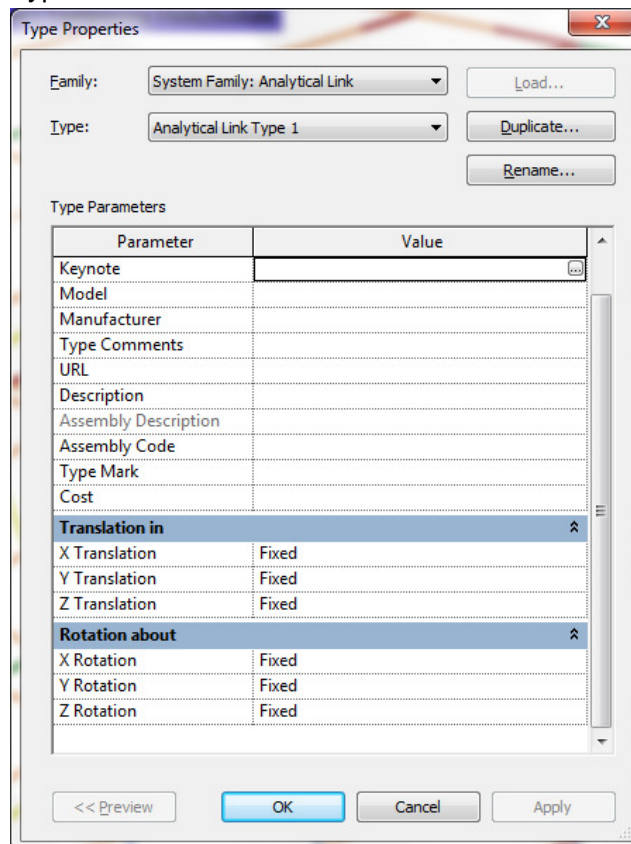 Type Properties
Family: System Family: Analytical Link Load...
Type: Analytical Link Type 1 Duplicate...
Rename...
Type Parameters
Parameter Value
Keynote ...
Model
Manufacturer
Type Comments
URL
Description
Assembly Description
Assembly Code
Type Mark
Cost
Translation in
X Translation Fixed
Y Translation Fixed
Z Translation Fixed
Rotation about
X Rotation Fixed
Y Rotation Fixed
Z Rotation Fixed
<< Preview OK Cancel Apply